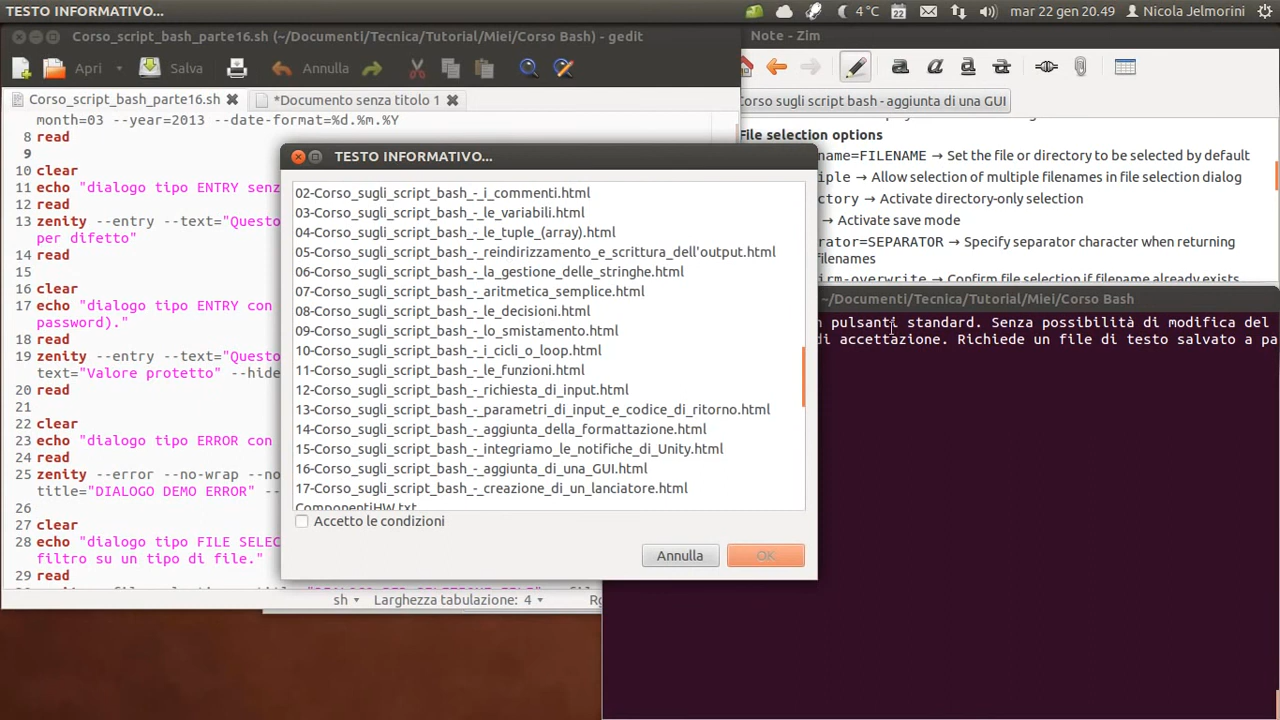 TESTO INFORMATIVO...
4 °C
22
mar 22 gen 20.49
Nicola Jelmorini
Corso_script_bash_parte16.sh (~/Documenti/Tecnica/Tutorial/Miei/Corso Bash) - gedit
Apri
Salva
Annulla
Corso_script_bash_parte16.sh
*Documento senza titolo 1
month=03 --year=2013 --date-format=%d.%m.%Y
8 read
9
10 clear
11 echo "dialogo tipo ENTRY senz
12 read
13 zenity --entry --text="Questo
per difetto"
14 read
15
16 clear
17 echo "dialogo tipo ENTRY con
password)."
18 read
19 zenity --entry --text="Questo
text="Valore protetto" --hide
20 read
21
22 clear
23 echo "dialogo tipo ERROR con
24 read
25 zenity --error --no-wrap --no
title="DIALOGO DEMO ERROR" --
26
27 clear
28 echo "dialogo tipo FILE SELEC
filtro su un tipo di file."
29 read
sh
Larghezza tabulazione: 4
TESTO INFORMATIVO...
02-Corso_sugli_script_bash_-_i_commenti.html
03-Corso_sugli_script_bash_-_le_variabili.html
04-Corso_sugli_script_bash_-_le_tuple_(array).html
05-Corso_sugli_script_bash_-_reindirizzamento_e_scrittura_dell'output.html
06-Corso_sugli_script_bash_-_la_gestione_delle_stringhe.html
07-Corso_sugli_script_bash_-_aritmetica_semplice.html
08-Corso_sugli_script_bash_-_le_decisioni.html
09-Corso_sugli_script_bash_-_lo_smistamento.html
10-Corso_sugli_script_bash_-_i_cicli_o_loop.html
11-Corso_sugli_script_bash_-_le_funzioni.html
12-Corso_sugli_script_bash_-_richiesta_di_input.html
13-Corso_sugli_script_bash_-_parametri_di_input_e_codice_di_ritorno.html
14-Corso_sugli_script_bash_-_aggiunta_della_formattazione.html
15-Corso_sugli_script_bash_-_integriamo_le_notifiche_di_Unity.html
16-Corso_sugli_script_bash_-_aggiunta_di_una_GUI.html
17-Corso_sugli_script_bash_-_creazione_di_un_lanciatore.html
ComponentiHW.txt
Accetto le condizioni
Annulla
OK
Note - Zim
Corso sugli script bash - aggiunta di una GUI
File selection options
name=FILENAME → Set the file or directory to be selected by default
iple → Allow selection of multiple filenames in file selection dialog
ctory → Activate directory-only selection
→ Activate save mode
rator=SEPARATOR → Specify separator character when returning
filenames
irm-overwrite → Confirm file selection if filename already exists
~/Documenti/Tecnica/Tutorial/Miei/Corso Bash
n pulsanti standard. Senza possibilità di modifica del
di accettazione. Richiede un file di testo salvato a pa